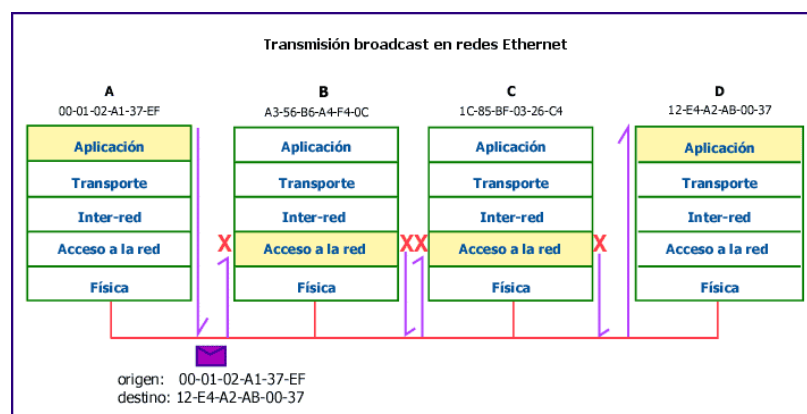 Transmisión broadcast en redes Ethernet
A B C D
00-01-02-A1-37-EF A3-56-B6-A4-F4-0C 1C-85-BF-03-26-C4 12-E4-A2-AB-00-37
Aplicación Aplicación Aplicación Aplicación
Transporte Transporte Transporte Transporte
Inter-red Inter-red Inter-red Inter-red
Acceso a la red X Acceso a la red XX Acceso a la red X Acceso a la red
Física Física Física Física
origen: 00-01-02-A1-37-EF
destino: 12-E4-A2-AB-00-37